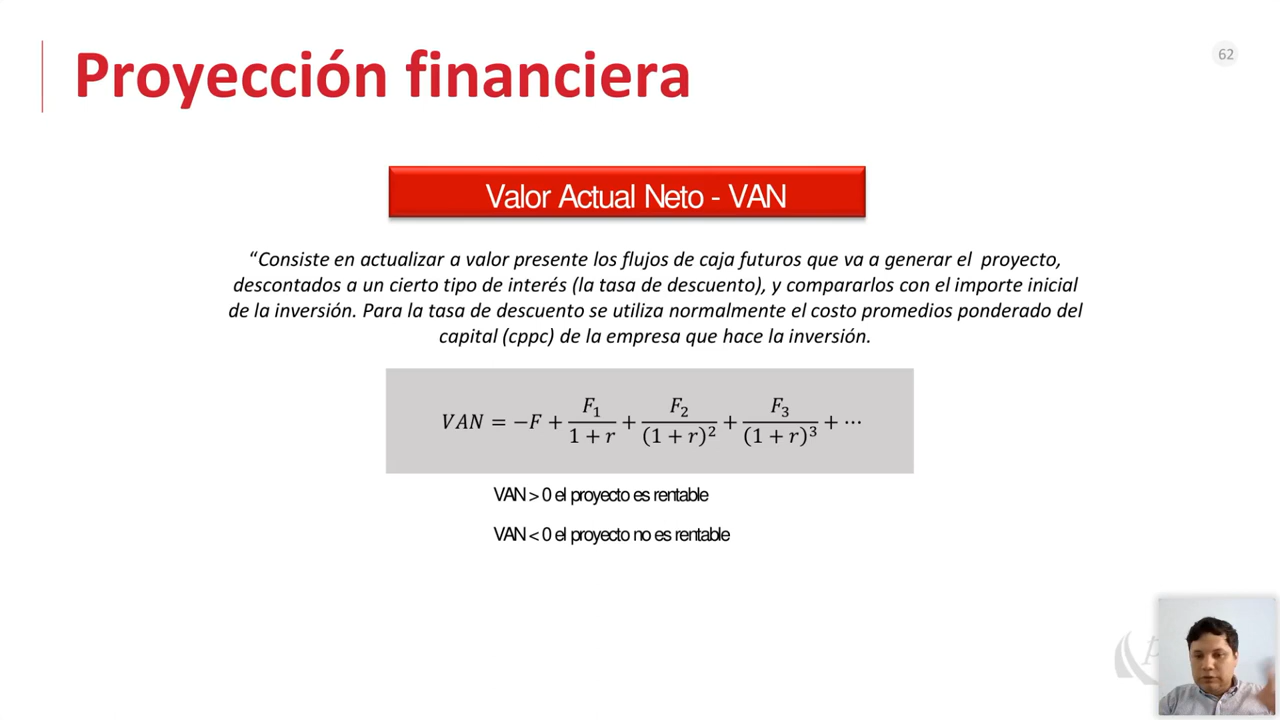 Proyección financiera
62
Valor Actual Neto - VAN
“Consiste en actualizar a valor presente los flujos de caja futuros que va a generar el proyecto,
descontados a un cierto tipo de interés (la tasa de descuento), y compararlos con el importe inicial
de la inversión. Para la tasa de descuento se utiliza normalmente el costo promedios ponderado del
capital (cppc) de la empresa que hace la inversión.
VAN = −F + F₁/(1 + r) + F₂/(1 + r)² + F₃/(1 + r)³ + ⋯
VAN > 0 el proyecto es rentable
VAN < 0 el proyecto no es rentable